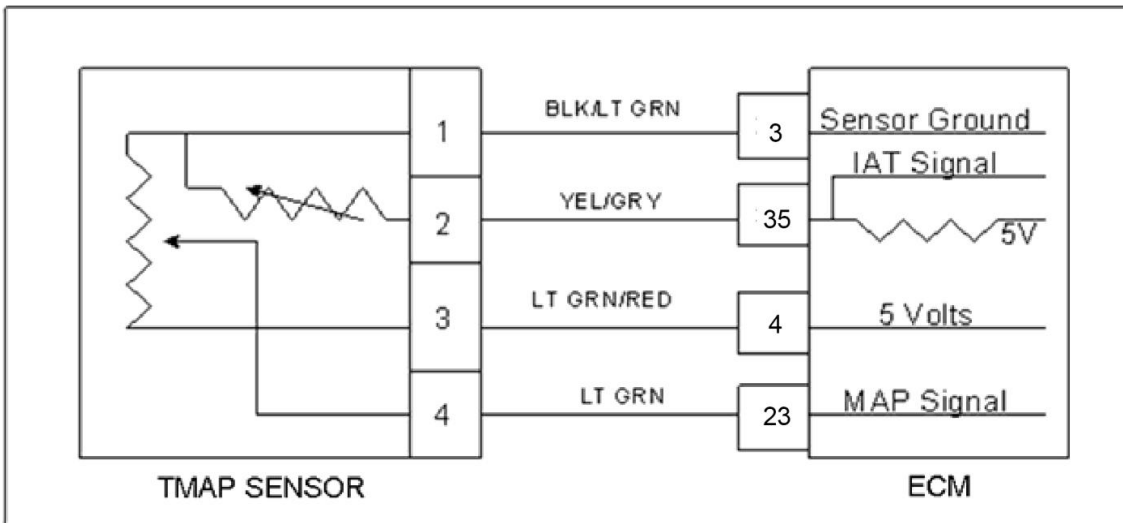 1
BLK/LT GRN
3
Sensor Ground
IAT Signal
2
YEL/GRY
35
5V
3
LT GRN/RED
4
5 Volts
4
LT GRN
23
MAP Signal
TMAP SENSOR
ECM